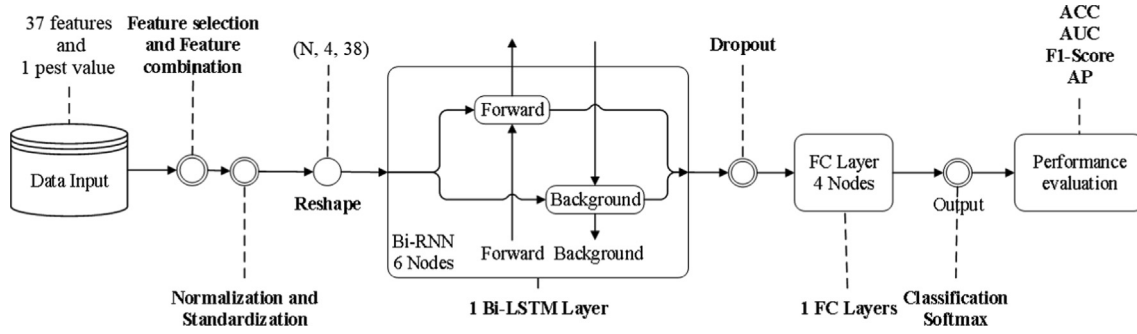 37 features
and
1 pest value
Data Input
Feature selection
and Feature
combination
Normalization and
Standardization
(N, 4, 38)
Reshape
Forward
Background
Bi-RNN
6 Nodes
Forward
Background
1 Bi-LSTM Layer
Dropout
FC Layer
4 Nodes
1 FC Layers
Output
Classification
Softmax
ACC
AUC
F1-Score
AP
Performance
evaluation